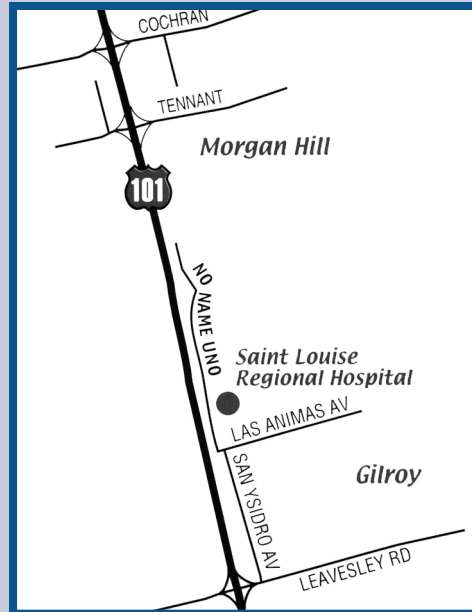 COCHRAN
TENNANT
Morgan Hill
101
NO NAME UNO
Saint Louise
Regional Hospital
LAS ANIMAS AV
SAN YSIDRO AV
Gilroy
LEAVESLEY RD